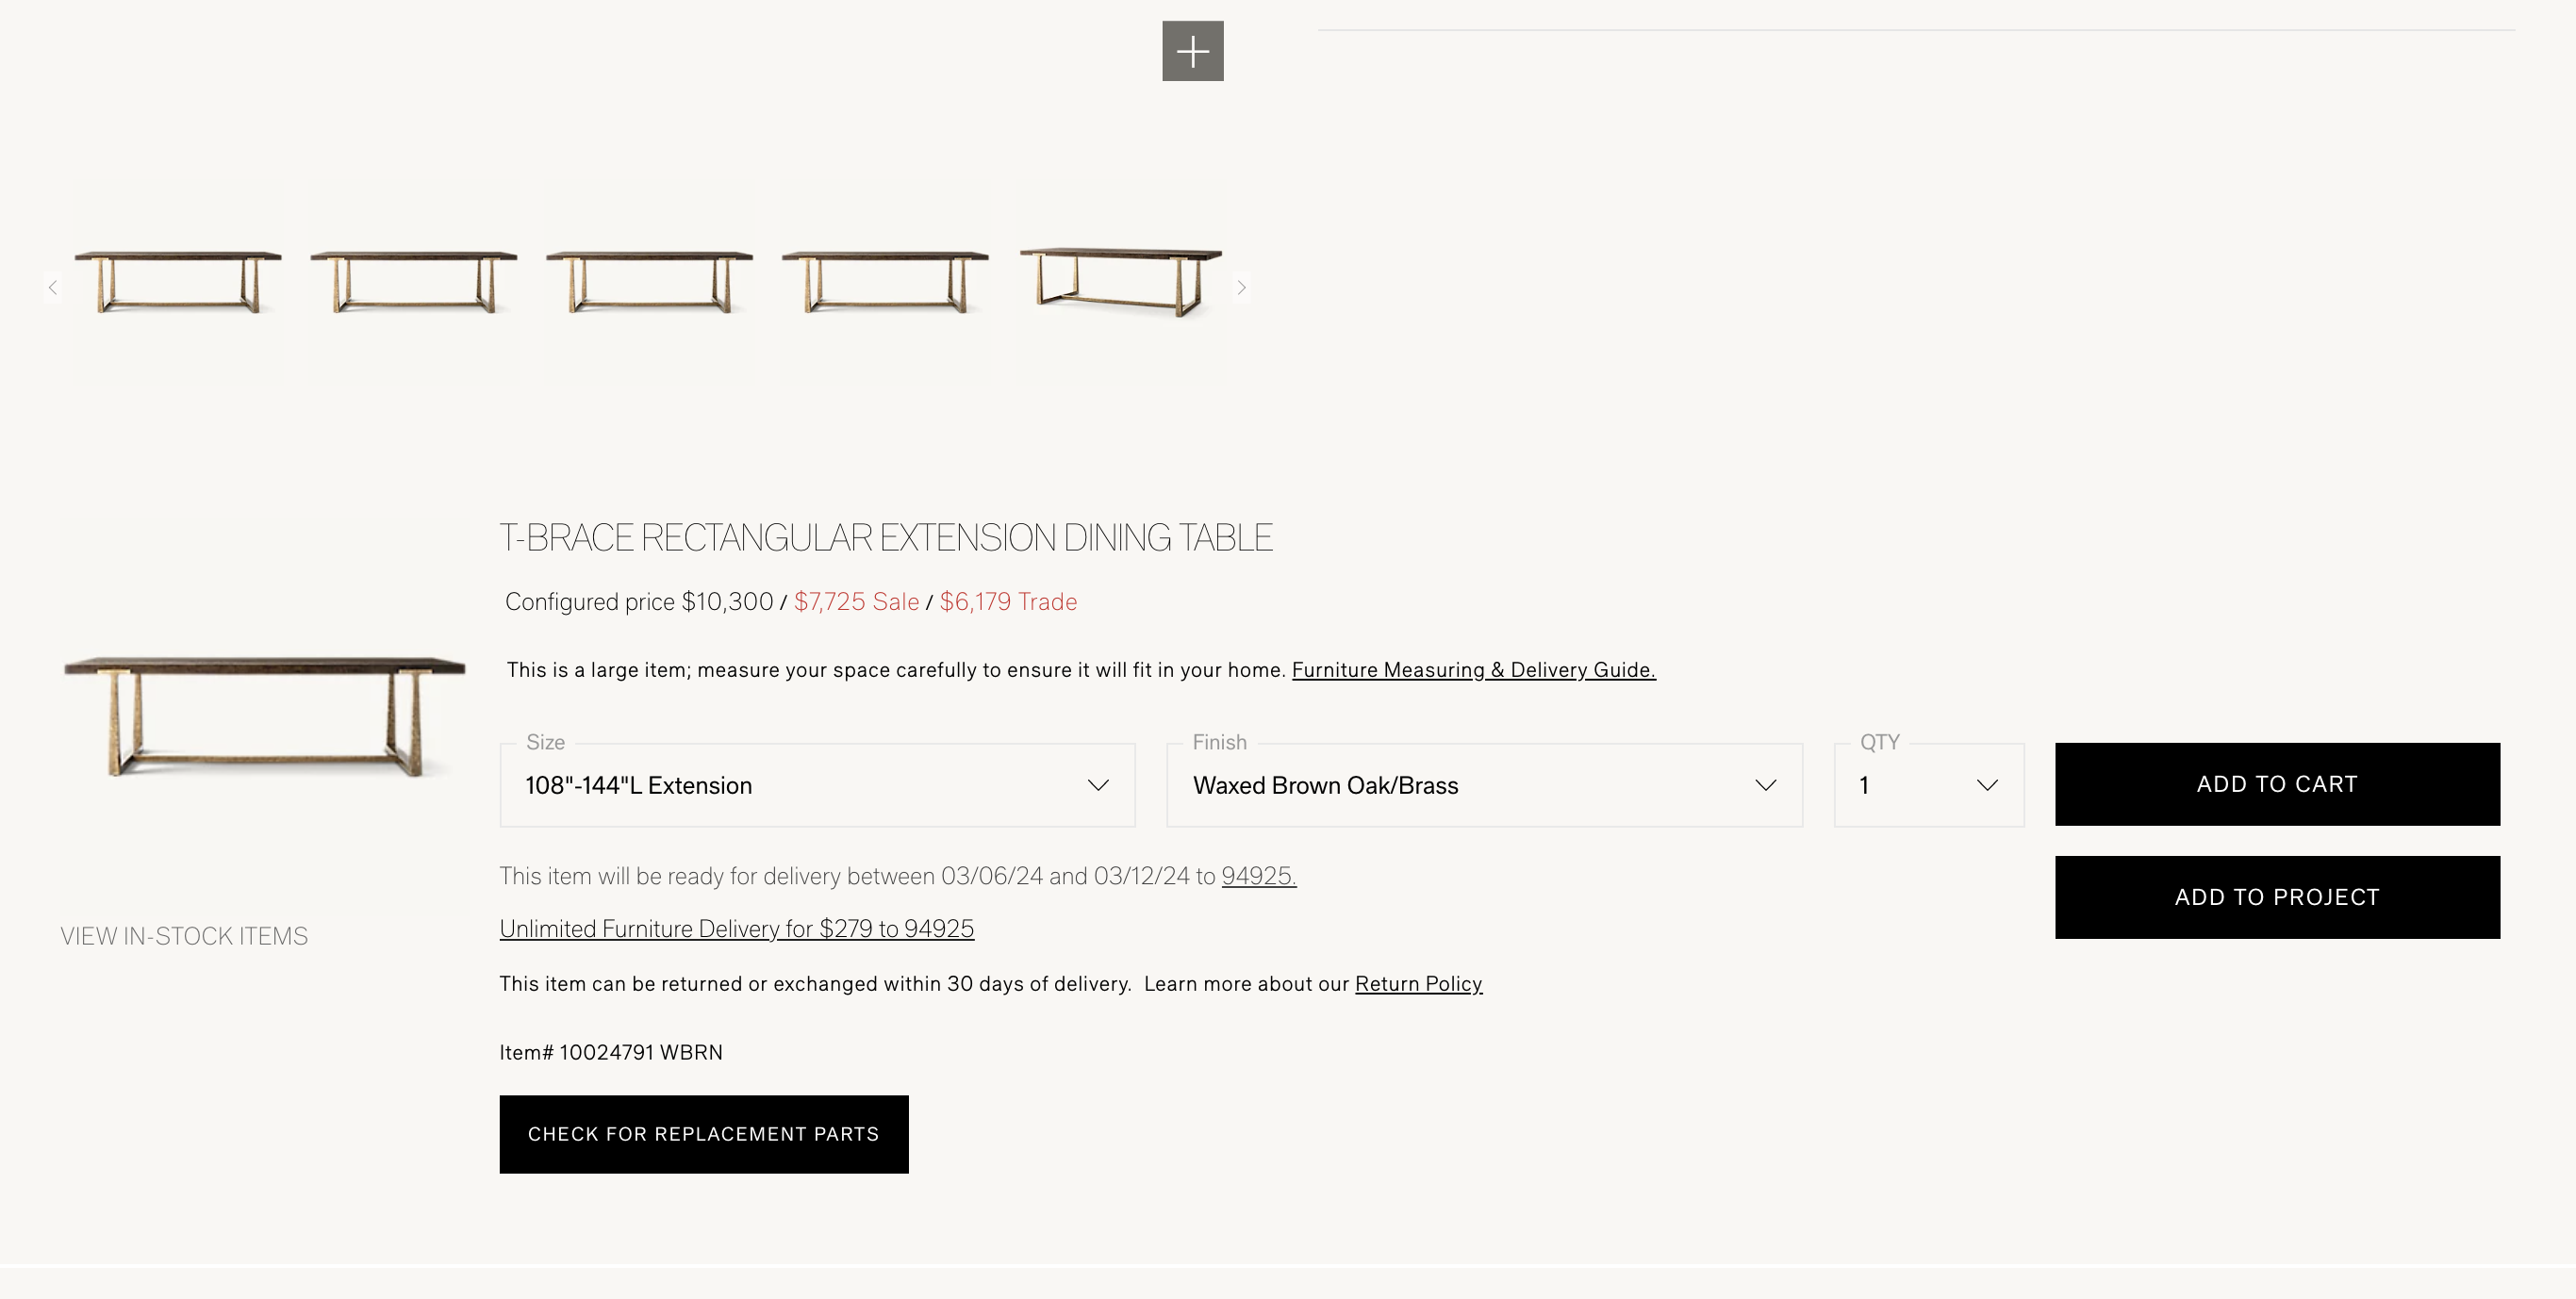 T-BRACE RECTANGULAR EXTENSION DINING TABLE
Configured price $10,300 / $7,725 Sale / $6,179 Trade
This is a large item; measure your space carefully to ensure it will fit in your home. Furniture Measuring & Delivery Guide.
Size
108"-144"L Extension
Finish
Waxed Brown Oak/Brass
QTY
1
ADD TO CART
This item will be ready for delivery between 03/06/24 and 03/12/24 to 94925.
ADD TO PROJECT
Unlimited Furniture Delivery for $279 to 94925
VIEW IN-STOCK ITEMS
This item can be returned or exchanged within 30 days of delivery. Learn more about our Return Policy
Item# 10024791 WBRN
CHECK FOR REPLACEMENT PARTS